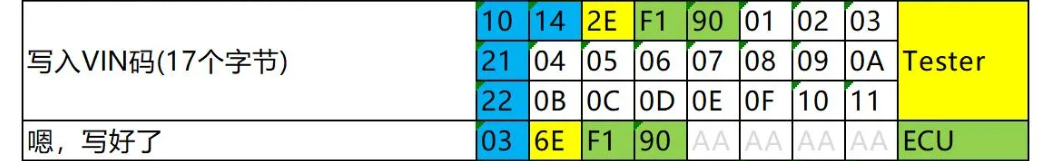 10 14 2E F1 90 01 02 03
写入VIN码(17个字节) 21 04 05 06 07 08 09 0A Tester
22 0B 0C 0D 0E 0F 10 11
嗯，写好了 03 6E F1 90 AA AA AA AA ECU